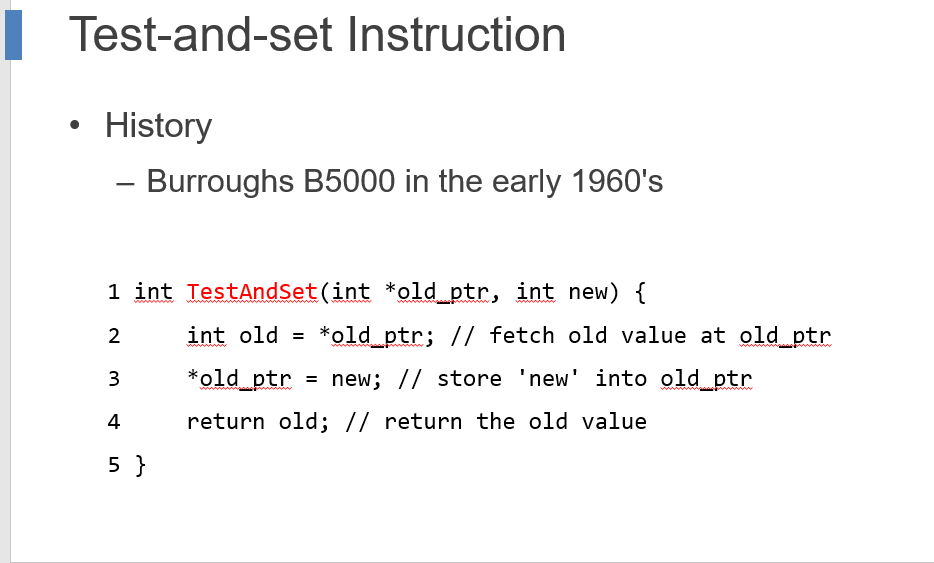 Test-and-set Instruction
• History
– Burroughs B5000 in the early 1960's
1 int TestAndSet(int *old_ptr, int new) {
2 int old = *old_ptr; // fetch old value at old_ptr
3 *old_ptr = new; // store 'new' into old_ptr
4 return old; // return the old value
5 }